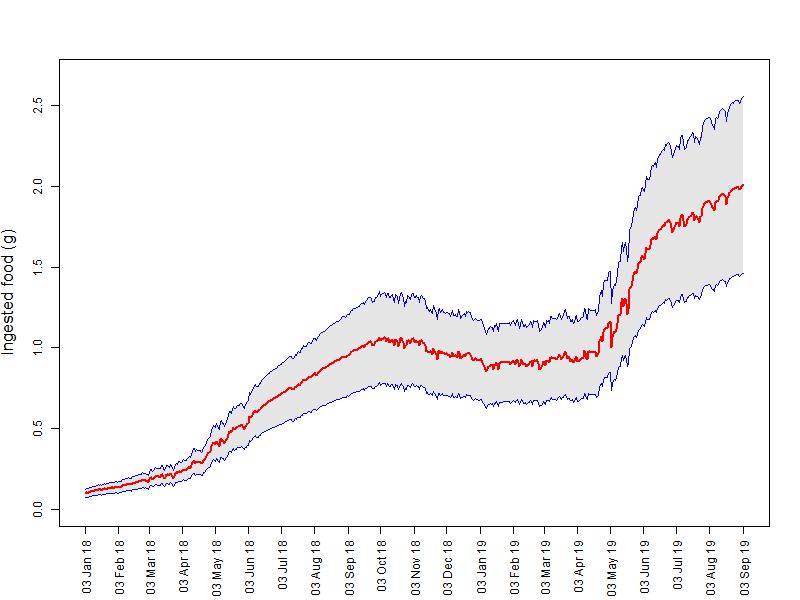 Ingested food (g)
2.5
2.0
1.5
1.0
0.5
0.0
03 Jan 18
03 Feb 18
03 Mar 18
03 Apr 18
03 May 18
03 Jun 18
03 Jul 18
03 Aug 18
03 Sep 18
03 Oct 18
03 Nov 18
03 Dec 18
03 Jan 19
03 Feb 19
03 Mar 19
03 Apr 19
03 May 19
03 Jun 19
03 Jul 19
03 Aug 19
03 Sep 19